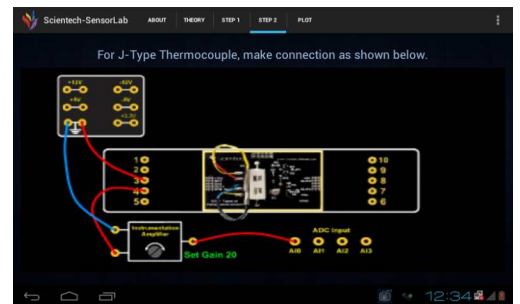 Scientech-SensorLab ABOUT THEORY STEP 1 STEP 2 PLOT
For J-Type Thermocouple, make connection as shown below.
+12V -12V
+5V -5V
1 10
2 9
3 8
4 7
5 6
Instrumentation
Amplifier
Set Gain 20
ADC Input
AI0 AI1 AI2 AI3
12:34